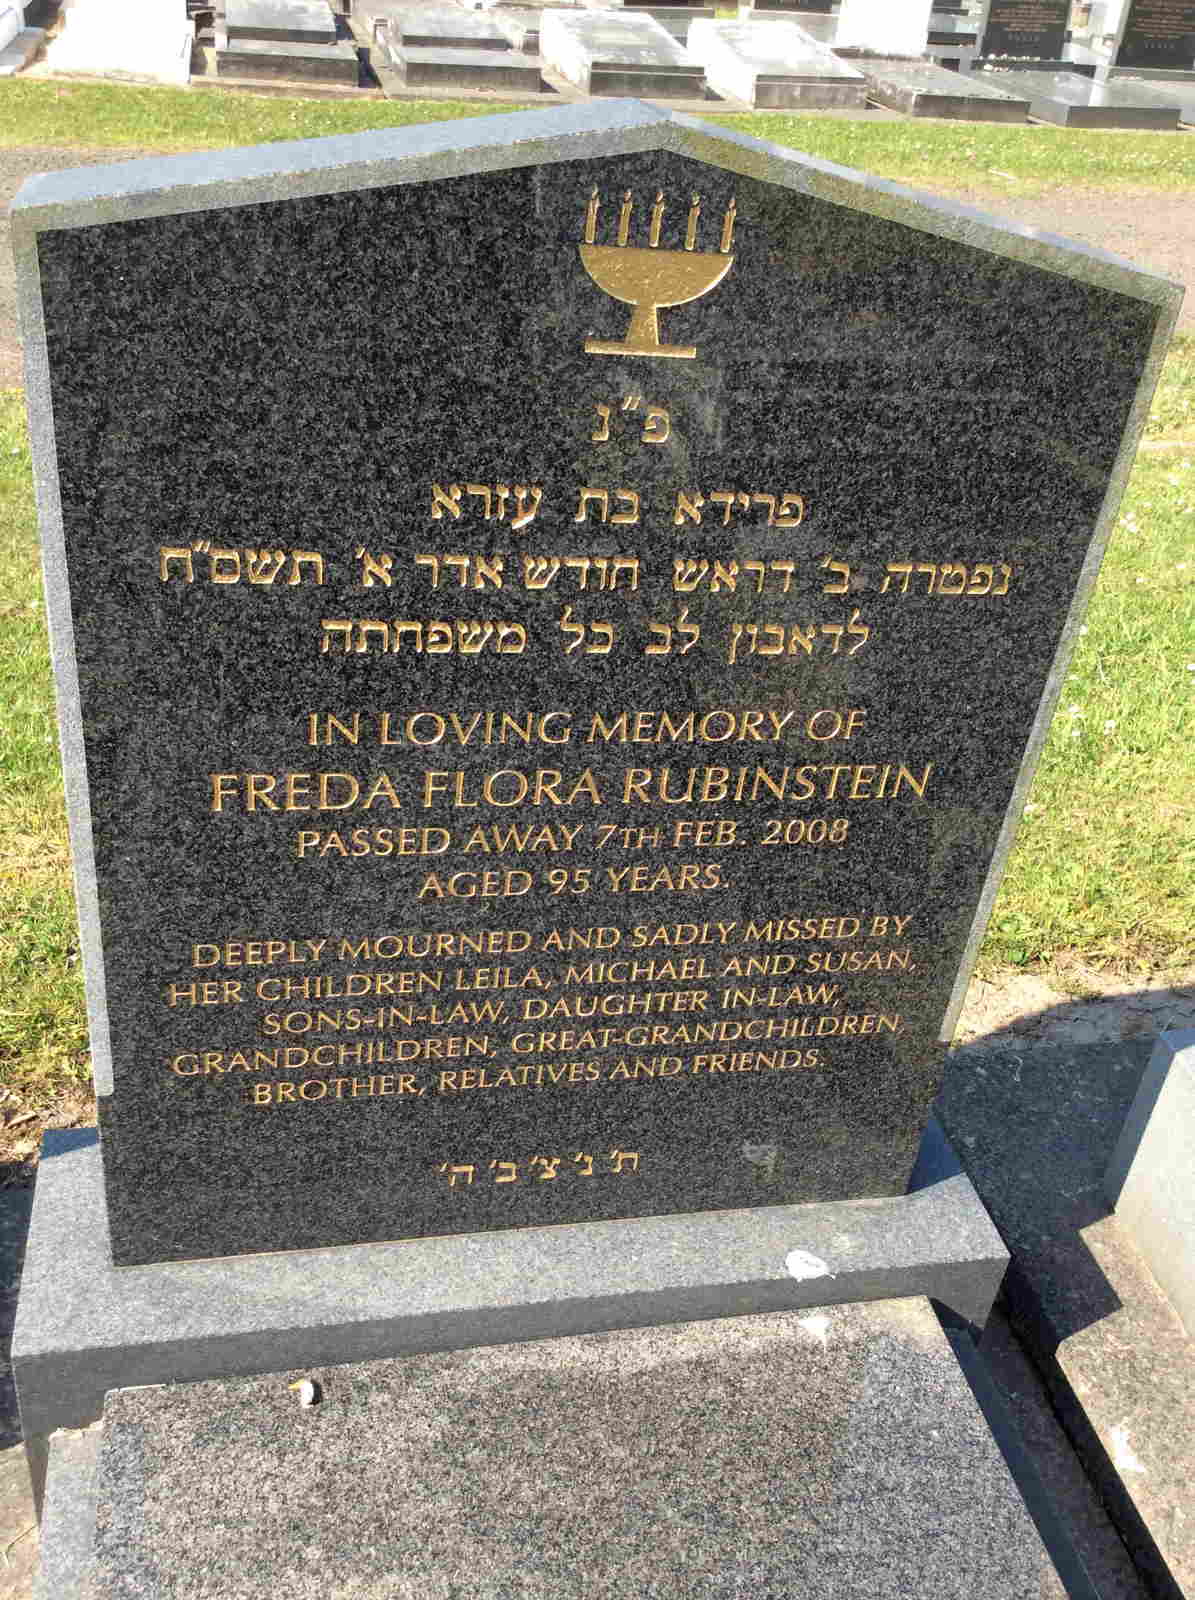 פ"נ
פרידא בת עזרא
נפטרה ב' דראש חודש אדר א' תשס"ח
לדאבון לב כל משפחתה
IN LOVING MEMORY OF
FREDA FLORA RUBINSTEIN
PASSED AWAY 7TH FEB. 2008
AGED 95 YEARS.
DEEPLY MOURNED AND SADLY MISSED BY
HER CHILDREN LEILA, MICHAEL AND SUSAN,
SONS-IN-LAW, DAUGHTER IN-LAW,
GRANDCHILDREN, GREAT-GRANDCHILDREN,
BROTHER, RELATIVES AND FRIENDS.
ת' נ' צ' ב' ה'